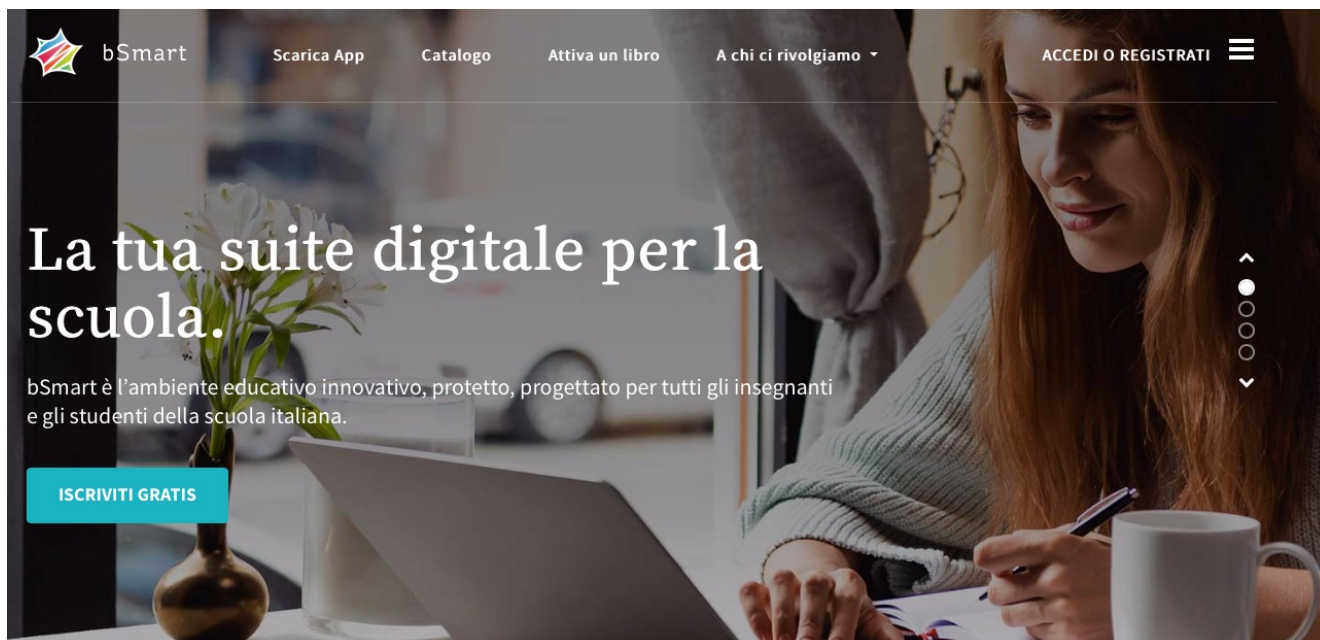 bSmart
Scarica App
Catalogo
Attiva un libro
A chi ci rivolgiamo
ACCEDI O REGISTRATI
La tua suite digitale per la
scuola.
bSmart è l'ambiente educativo innovativo, protetto, progettato per tutti gli insegnanti
e gli studenti della scuola italiana.
ISCRIVITI GRATIS